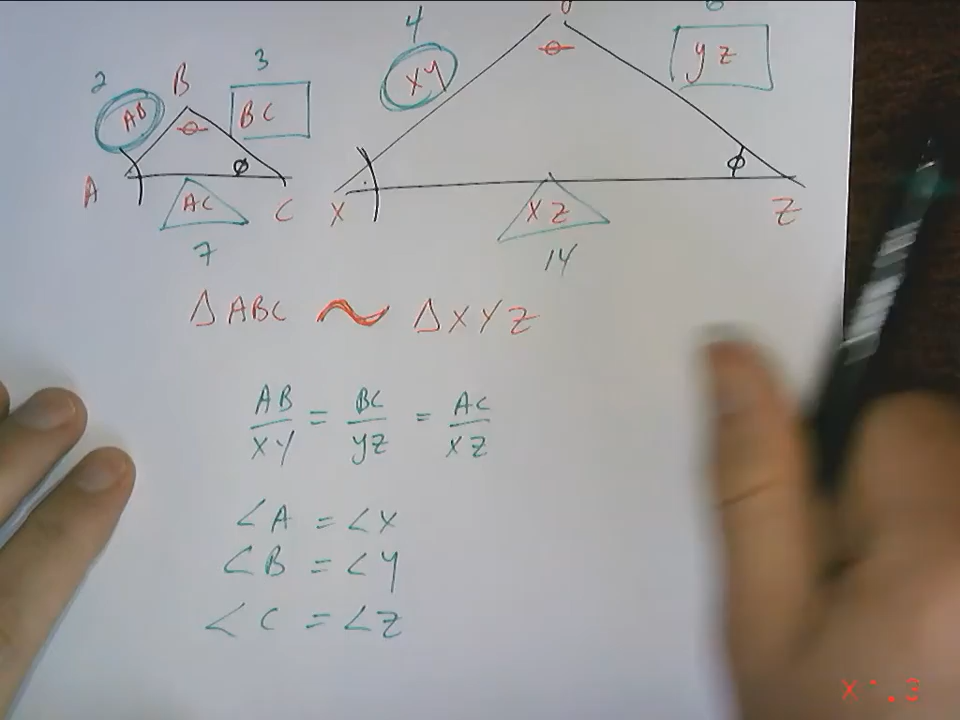 4
2 3
XY θ yz
B
AB BC
θ
A φ φ
AC C X XZ Z
7 14
Δ ABC ~ Δ XYZ
AB/XY = BC/yZ = AC/XZ
∠A = ∠X
∠B = ∠Y
∠C = ∠Z